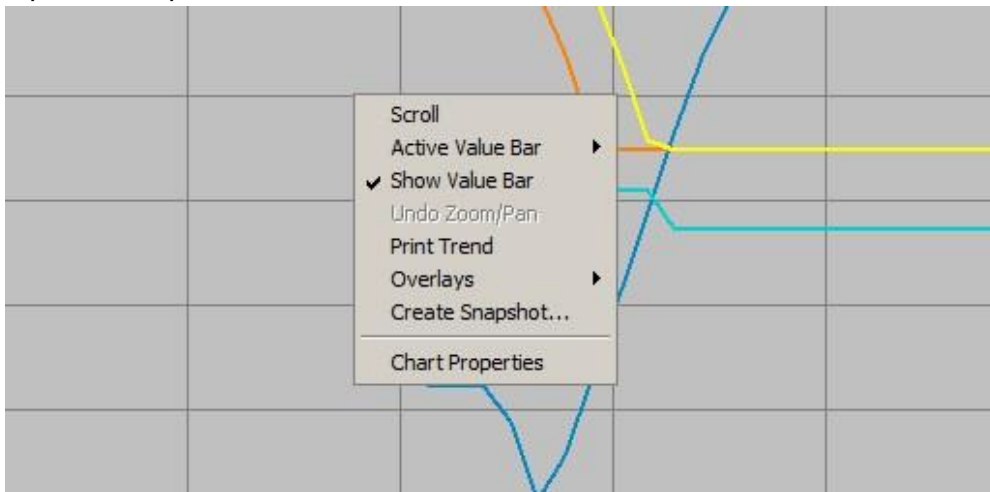 Scroll
Active Value Bar
Show Value Bar
Undo Zoom/Pan
Print Trend
Overlays
Create Snapshot...
Chart Properties